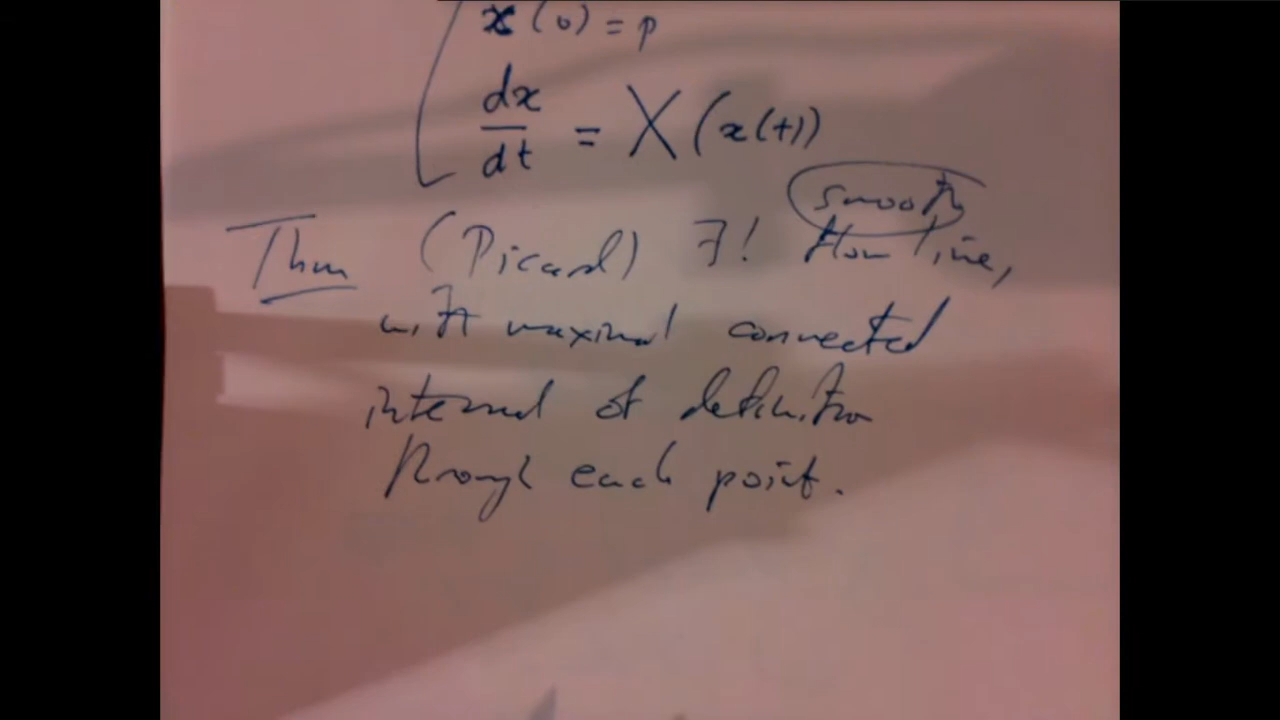 x(0) = p
dx/dt = X(x(t))
smooth
Thm (Picard) ∃! flow line,
with maximal connected
interval of definition
through each point.